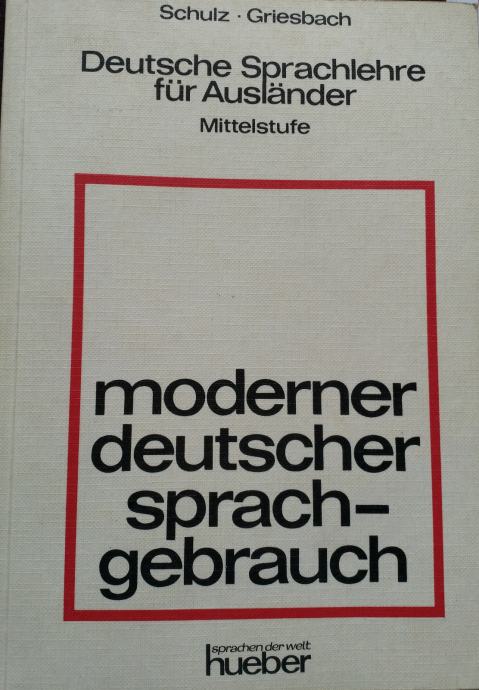 Schulz · Griesbach
Deutsche Sprachlehre
für Ausländer
Mittelstufe
moderner
deutscher
sprach-
gebrauch
sprachen der welt
hueber